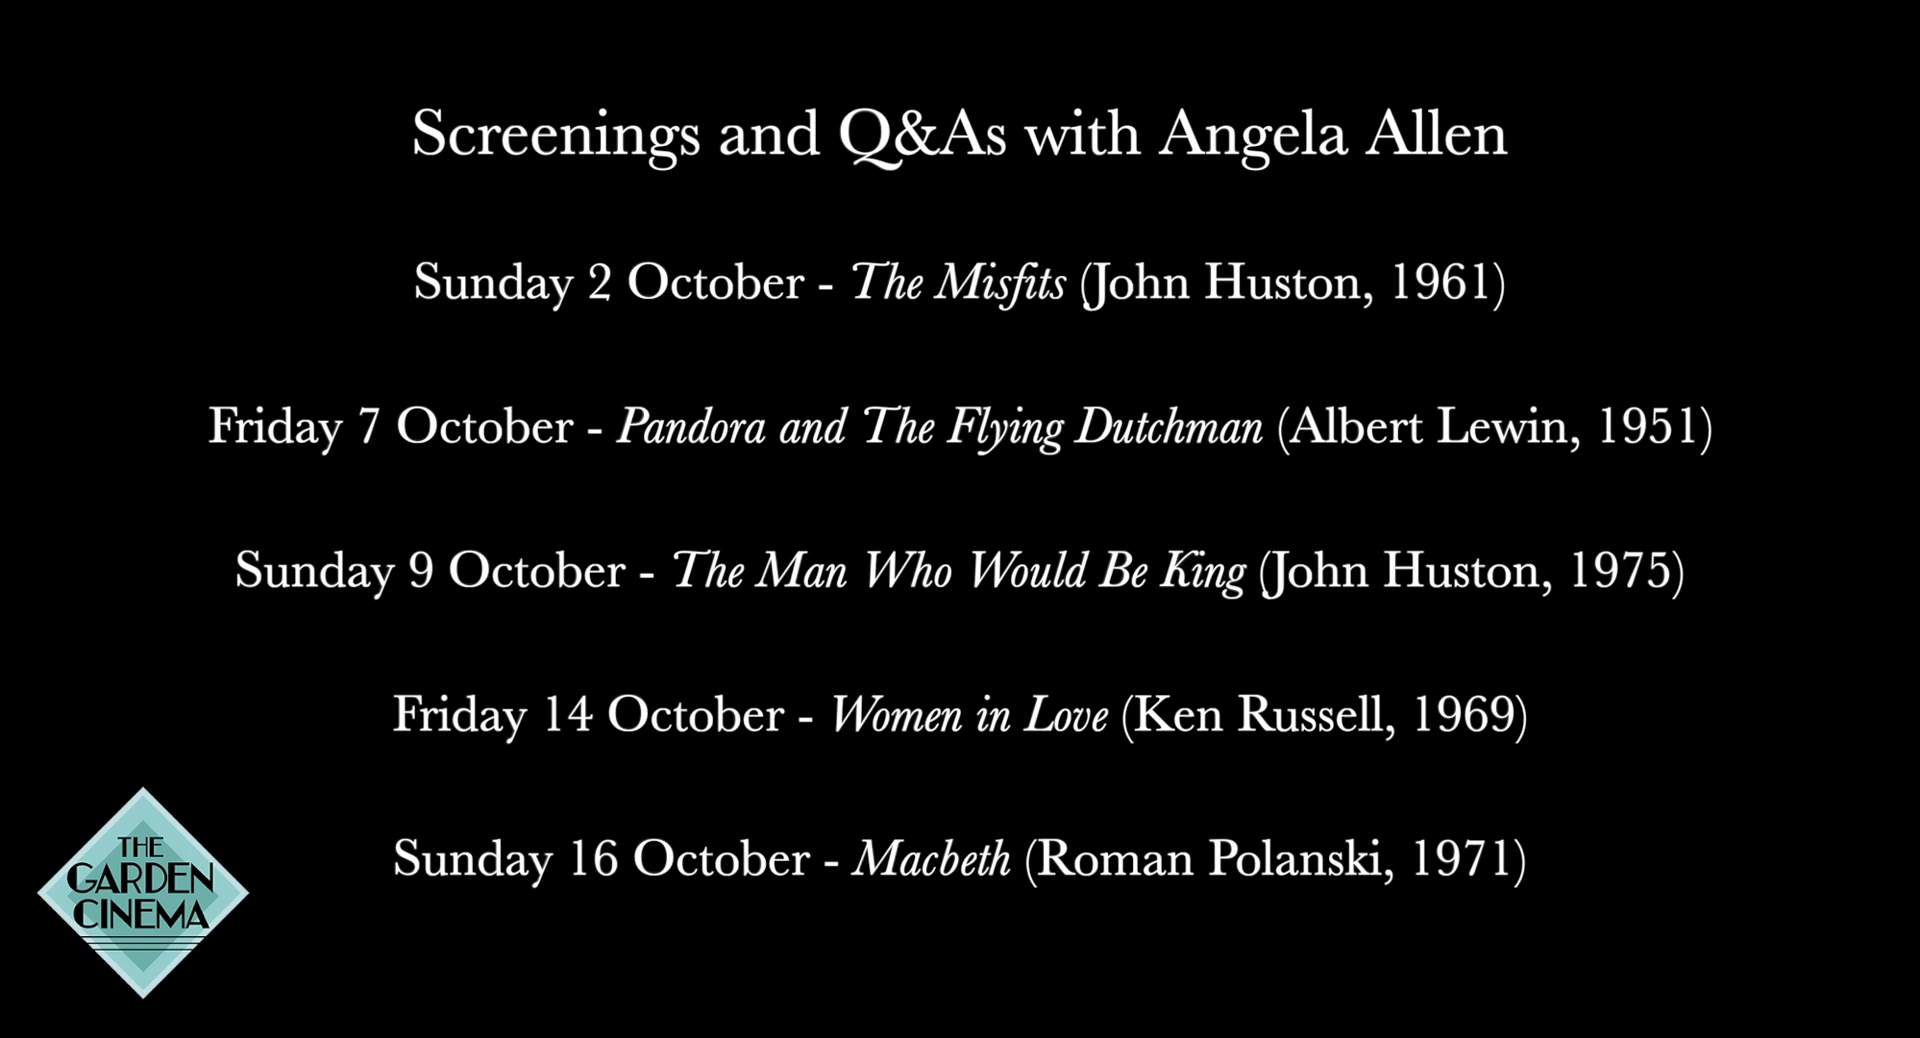 Screenings and Q&As with Angela Allen
Sunday 2 October - The Misfits (John Huston, 1961)
Friday 7 October - Pandora and The Flying Dutchman (Albert Lewin, 1951)
Sunday 9 October - The Man Who Would Be King (John Huston, 1975)
Friday 14 October - Women in Love (Ken Russell, 1969)
Sunday 16 October - Macbeth (Roman Polanski, 1971)
THE
GARDEN
CINEMA